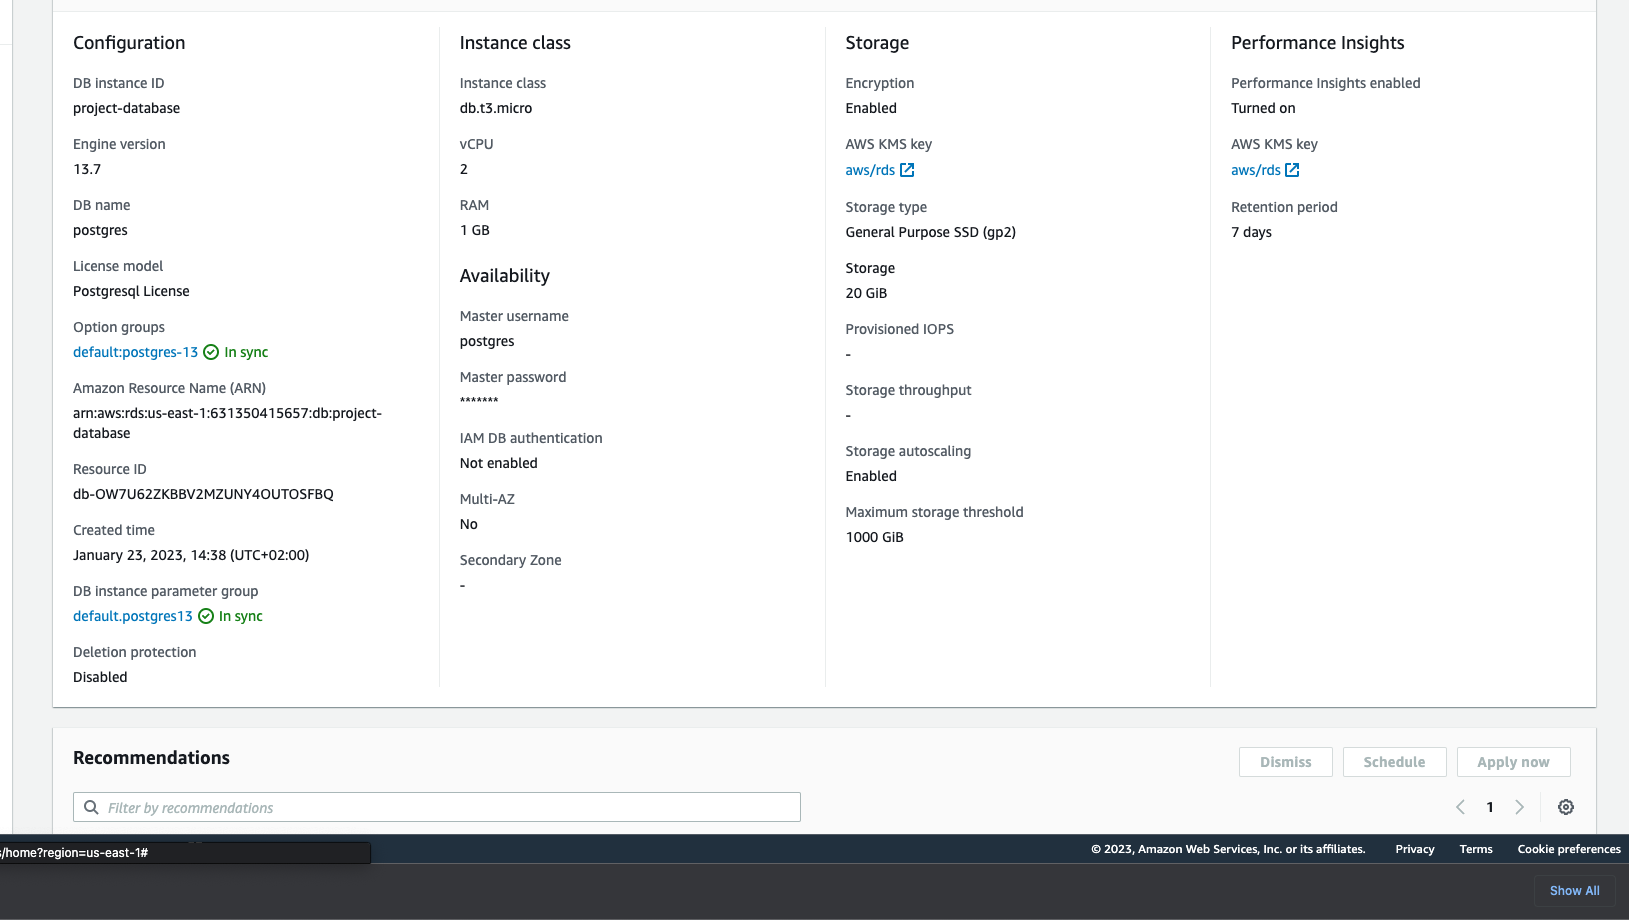 Configuration
DB instance ID
project-database
Engine version
13.7
DB name
postgres
License model
Postgresql License
Option groups
default:postgres-13 In sync
Amazon Resource Name (ARN)
arn:aws:rds:us-east-1:631350415657:db:project-
database
Resource ID
db-OW7U62ZKBBV2MZUNY4OUTOSFBQ
Created time
January 23, 2023, 14:38 (UTC+02:00)
DB instance parameter group
default.postgres13 In sync
Deletion protection
Disabled
Instance class
Instance class
db.t3.micro
vCPU
2
RAM
1 GB
Availability
Master username
postgres
Master password
*******
IAM DB authentication
Not enabled
Multi-AZ
No
Secondary Zone
-
Storage
Encryption
Enabled
AWS KMS key
aws/rds
Storage type
General Purpose SSD (gp2)
Storage
20 GiB
Provisioned IOPS
-
Storage throughput
-
Storage autoscaling
Enabled
Maximum storage threshold
1000 GiB
Performance Insights
Performance Insights enabled
Turned on
AWS KMS key
aws/rds
Retention period
7 days
Recommendations
Dismiss
Schedule
Apply now
Filter by recommendations
1
/home?region=us-east-1#
© 2023, Amazon Web Services, Inc. or its affiliates.
Privacy
Terms
Cookie preferences
Show All